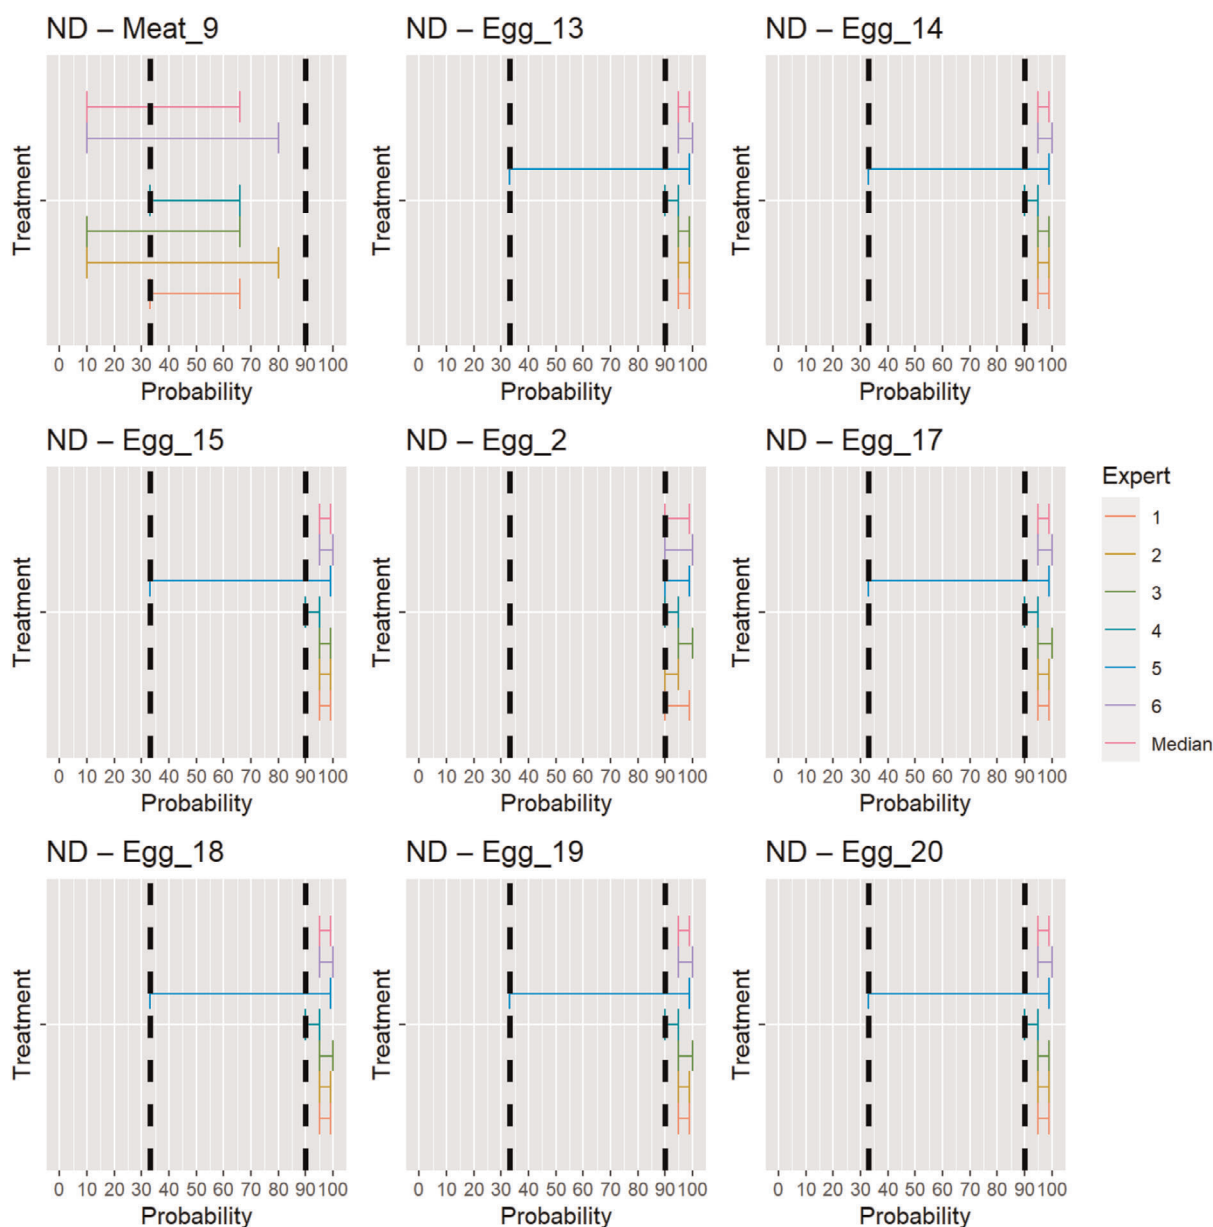 ND – Meat_9
ND – Egg_13
ND – Egg_14
Treatment
Treatment
Treatment
0 10 20 30 40 50 60 70 80 90 100
0 10 20 30 40 50 60 70 80 90 100
0 10 20 30 40 50 60 70 80 90 100
Probability
Probability
Probability
ND – Egg_15
ND – Egg_2
ND – Egg_17
Treatment
Treatment
Treatment
0 10 20 30 40 50 60 70 80 90 100
0 10 20 30 40 50 60 70 80 90 100
0 10 20 30 40 50 60 70 80 90 100
Probability
Probability
Probability
Expert
1
2
3
4
5
6
Median
ND – Egg_18
ND – Egg_19
ND – Egg_20
Treatment
Treatment
Treatment
0 10 20 30 40 50 60 70 80 90 100
0 10 20 30 40 50 60 70 80 90 100
0 10 20 30 40 50 60 70 80 90 100
Probability
Probability
Probability